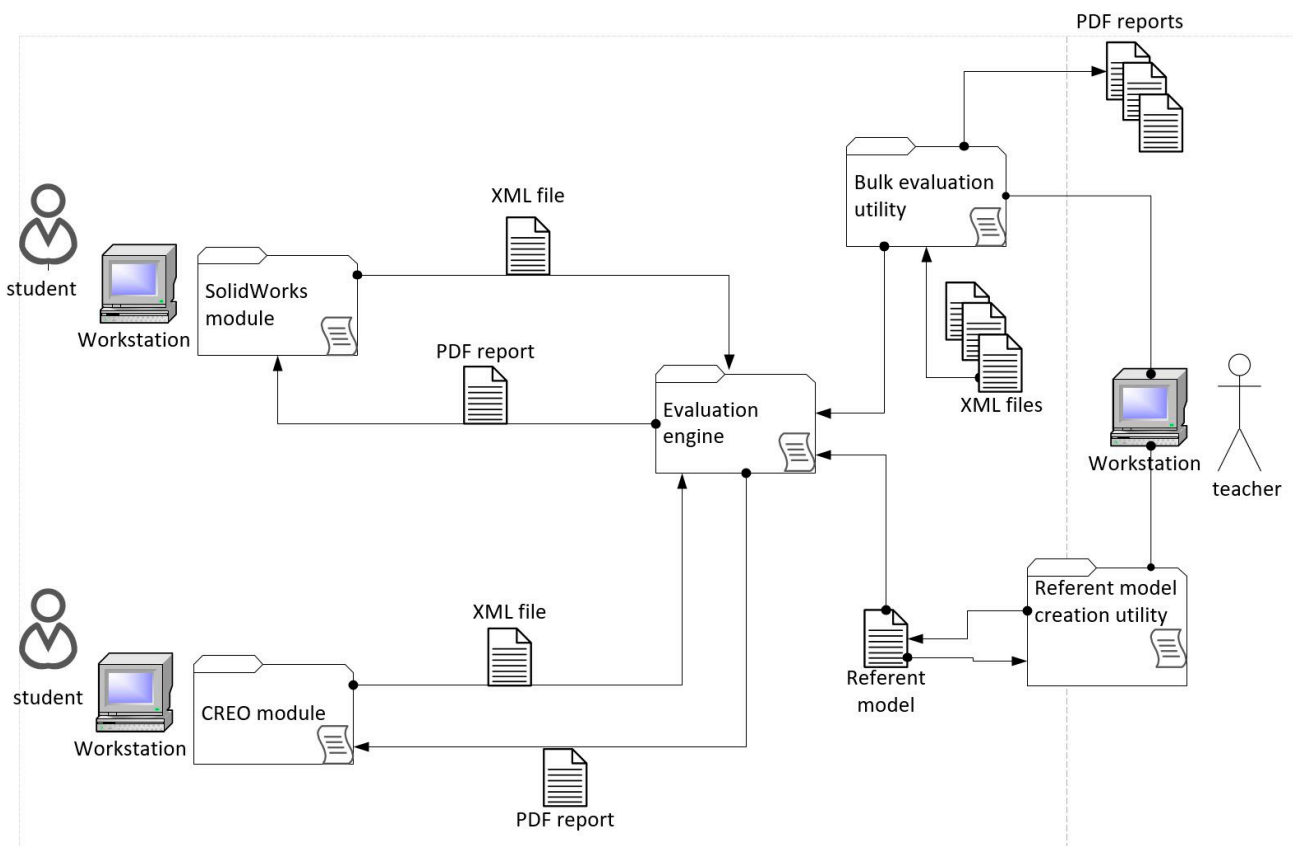 PDF reports
Bulk evaluation
utility
XML file
student
SolidWorks
module
Workstation
PDF report
XML files
Evaluation
engine
Workstation
teacher
Referent model
creation utility
XML file
Referent
model
student
CREO module
Workstation
PDF report